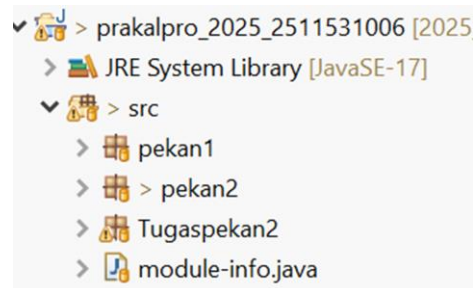 > prakalpro_2025_2511531006 [2025
JRE System Library [JavaSE-17]
> src
pekan1
> pekan2
Tugaspekan2
module-info.java